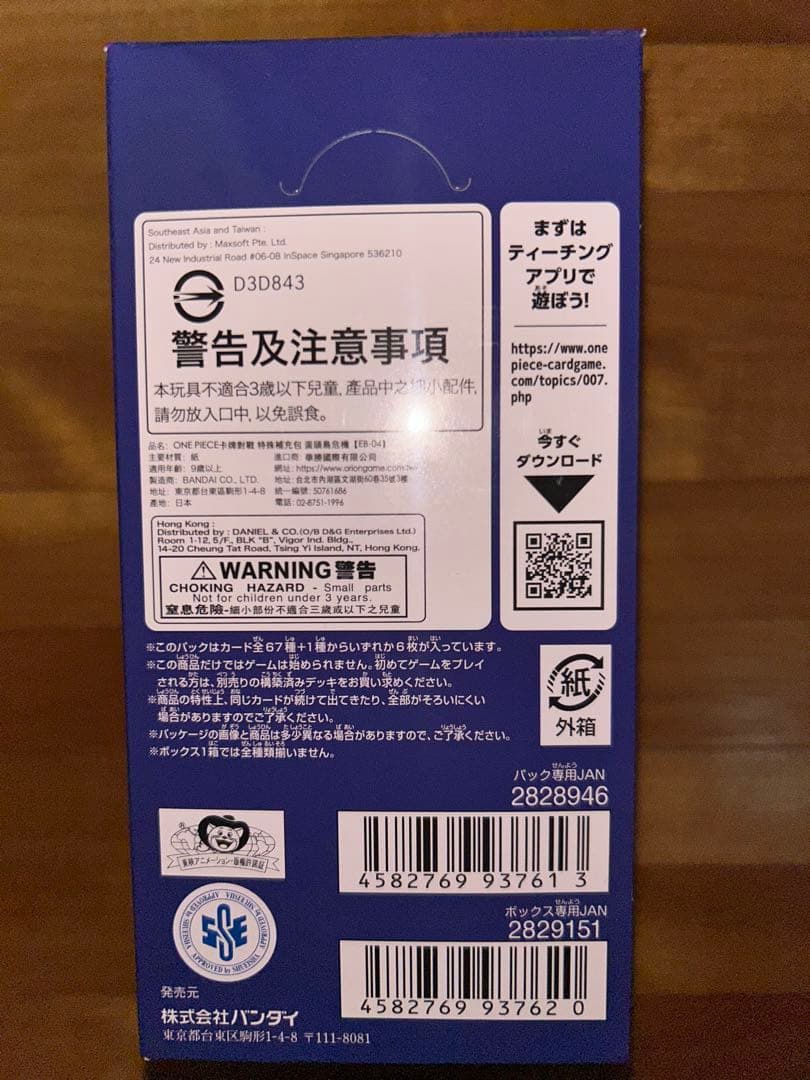 Southeast Asia and Taiwan :
Distributed by : Maxsoft Pte. Ltd.
24 New Industrial Road #06-08 InSpace Singapore 536210
D3D843
警告及注意事項
本玩具不適合3歲以下兒童, 產品中之細小配件,
請勿放入口中, 以免誤食。
品名: ONE PIECE卡牌對戰 特殊補充包 蛋頭島危機【EB-04】
主要材質: 紙 進口商: 華勝國際有限公司
適用年齡: 9歲以上 網址: https://www.oriongame.com.tw
製造商: BANDAI CO., LTD. 地址: 台北市內湖區文湖街60巷35號3樓
地址: 東京都台東區駒形1-4-8 統一編號: 50761686
產地: 日本 電話: 02-8751-1996
Hong Kong :
Distributed by : DANIEL & CO.(O/B D&G Enterprises Ltd.)
Room 1-12, 5/F., BLK "B", Vigor Ind. Bldg.,
14-20 Cheung Tat Road, Tsing Yi Island, NT, Hong Kong.
WARNING 警告
CHOKING HAZARD - Small parts
Not for children under 3 years.
窒息危險-細小部份不適合三歲或以下之兒童
まずは
ティーチング
アプリで
遊ぼう!
https://www.one
piece-cardgame.
com/topics/007.
php
今すぐ
ダウンロード
※このパックはカード全67種+1種からいずれか6枚が入っています。
※この商品だけではゲームは始められません。初めてゲームをプレイ
される方は、別売りの構築済みデッキをお買い求めください。
※商品の特性上、同じカードが続けて出てきたり、全部がそろいにくい
場合がありますのでご了承ください。
※パッケージの画像と商品は多少異なる場合がありますので、ご了承ください。
※ボックス1箱では全種類揃いません。
紙
外箱
パック専用JAN
2828946
4582769 937613
ボックス専用JAN
2829151
4582769 937620
東映アニメーション・版権許諾証
APPROVED by SHUEISHA
発売元
株式会社バンダイ
東京都台東区駒形1-4-8 〒111-8081